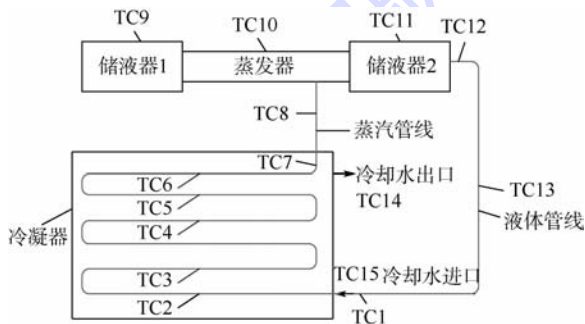 TC9
TC10
TC11
TC12
储液器1
蒸发器
储液器2
TC8
蒸汽管线
TC7
TC6
冷却水出口
TC14
TC13
TC5
TC4
冷凝器
液体管线
TC3
TC15 冷却水进口
TC2
TC1